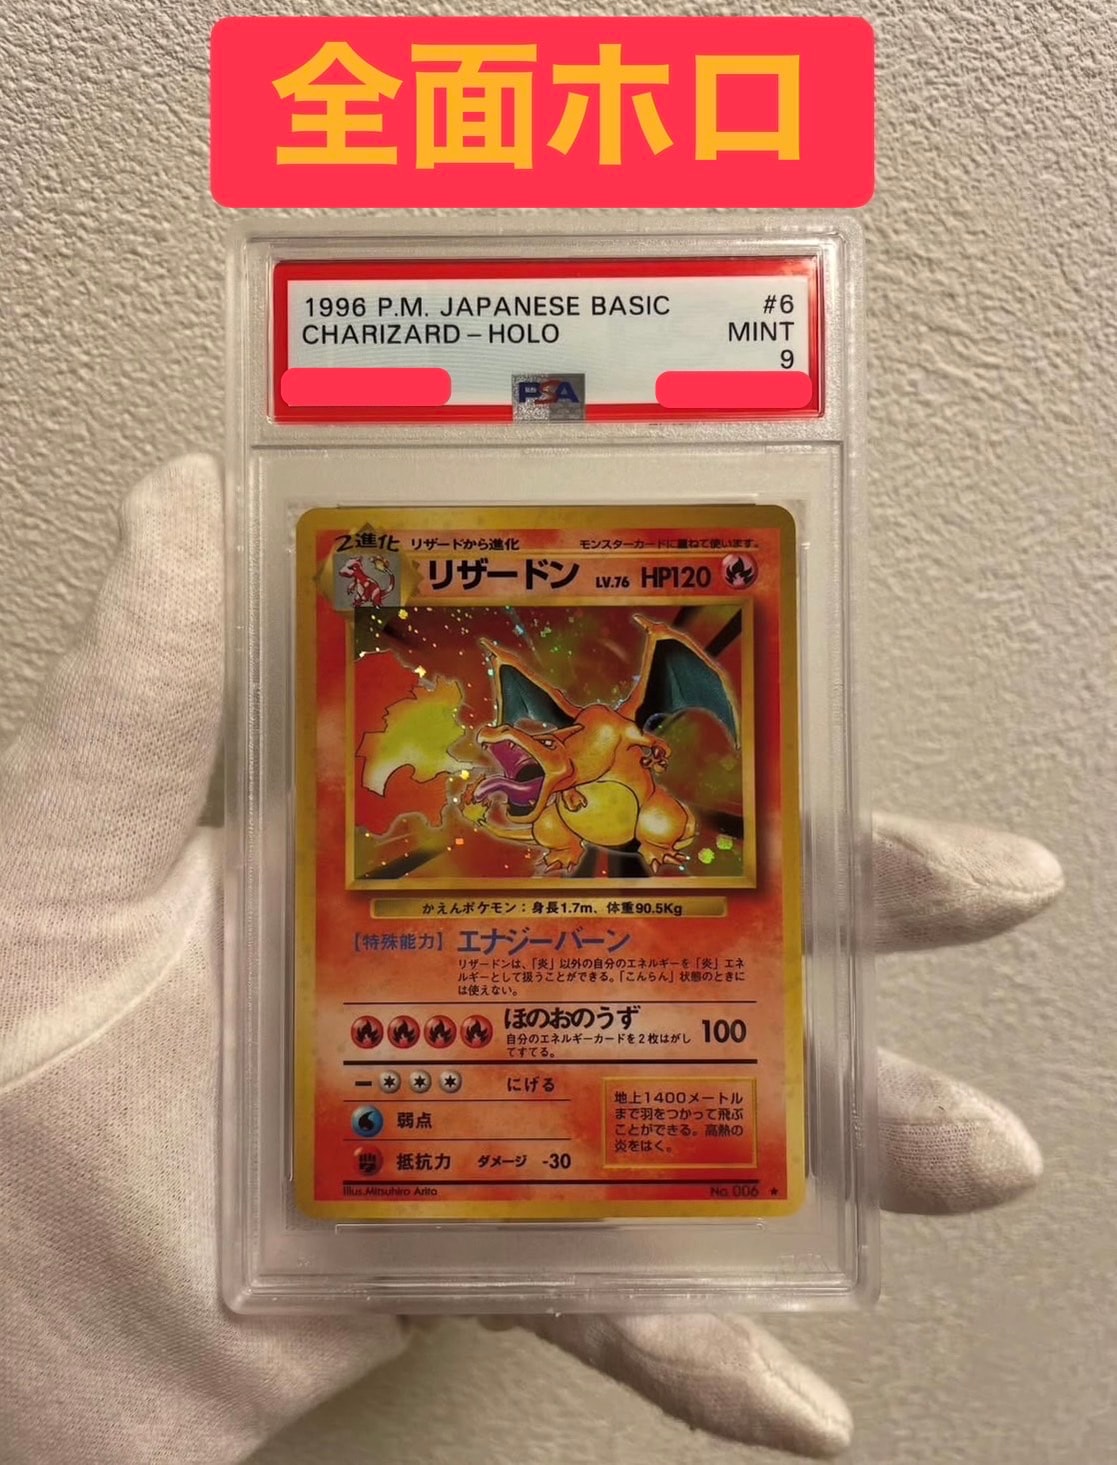 全面ホロ
1996 P.M. JAPANESE BASIC #6
CHARIZARD – HOLO MINT
9
PSA
2進化 リザードから進化 モンスターカードに重ねて使います。
リザードン LV.76 HP120
かえんポケモン：身長1.7m、体重90.5Kg
[特殊能力] エナジーバーン
リザードンは、「炎」以外の自分のエネルギーを「炎」エネ
ルギーとして扱うことができる。「こんらん」状態のときに
は使えない。
ほのおのうず 100
自分のエネルギーカードを2枚はがし
てすてる。
にげる
弱点
抵抗力 ダメージ -30
地上1400メートル
まで羽をつかって飛ぶ
ことができる。高熱の
炎をはく。
Illus.Mitsuhiro Arita No. 006 ★